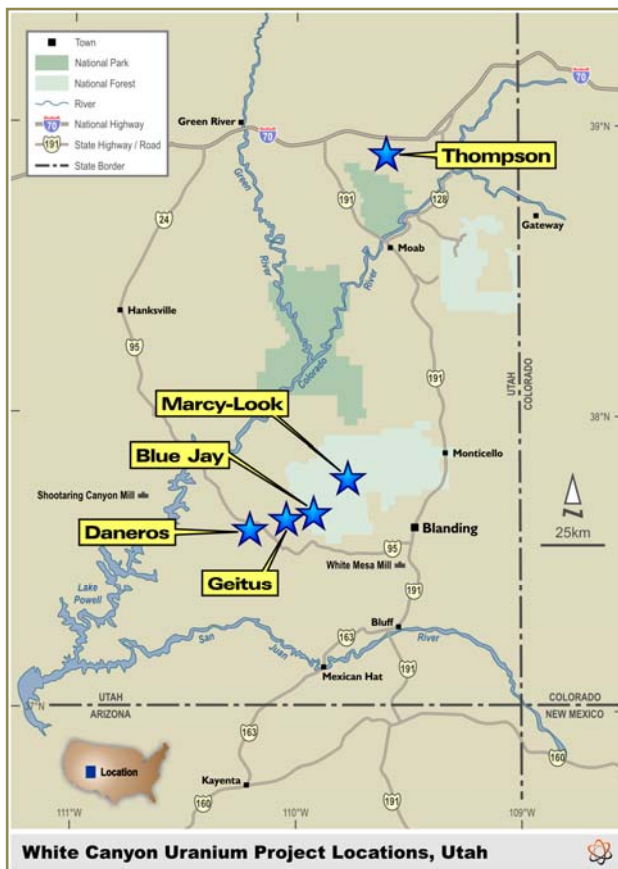 Town
National Park
National Forest
River
70
National Highway
191
State Highway / Road
State Border
70
Green River
70
39°N
Thompson
Green
River
191
128
Gateway
24
Moab
River
Hanksville
95
Colorado
UTAH
COLORADO
191
38°N
Marcy-Look
Blue Jay
Monticello
Shootaring Canyon Mill
Daneros
Blanding
25km
Geitus
95
White Mesa Mill
191
Lake
Powell
Bluff
163
San
Juan
River
Mexican Hat
191
UTAH
ARIZONA
COLORADO
NEW MEXICO
37°N
163
Location
160
Kayenta
160
191
111°W
110°W
109°W
White Canyon Uranium Project Locations, Utah